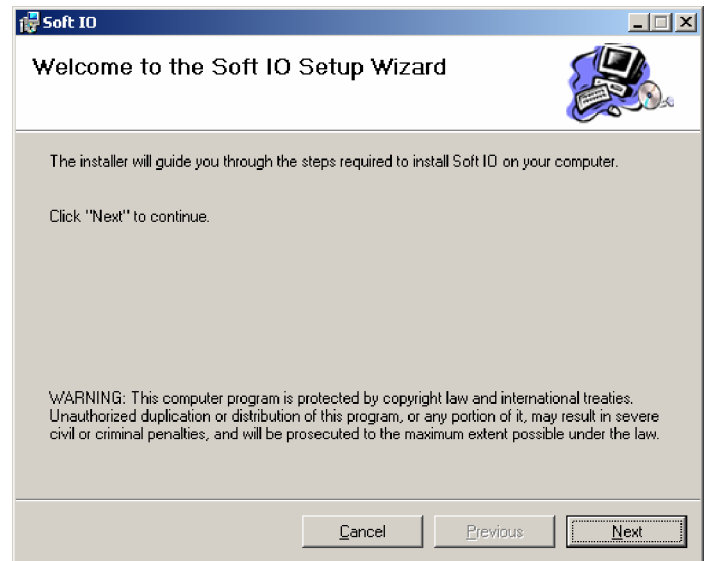 Soft IO
Welcome to the Soft IO Setup Wizard
The installer will guide you through the steps required to install Soft IO on your computer.
Click "Next" to continue.
WARNING: This computer program is protected by copyright law and international treaties.
Unauthorized duplication or distribution of this program, or any portion of it, may result in severe
civil or criminal penalties, and will be prosecuted to the maximum extent possible under the law.
Cancel Previous Next